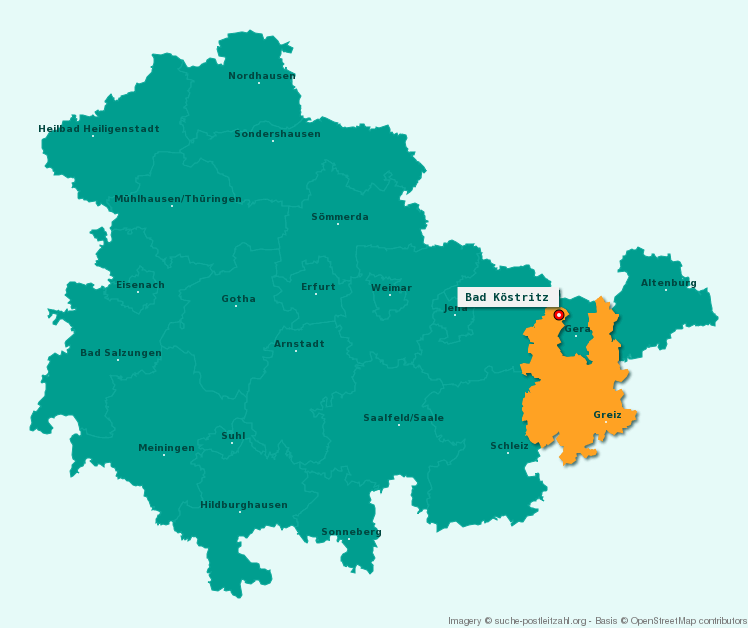 Nordhausen
Heilbad Heiligenstadt
Sondershausen
Mühlhausen/Thüringen
Sömmerda
Eisenach
Gotha
Erfurt
Weimar
Altenburg
Bad Köstritz
Jena
Gera
Arnstadt
Bad Salzungen
Saalfeld/Saale
Greiz
Suhl
Meiningen
Schleiz
Hildburghausen
Sonneberg
Imagery © suche-postleitzahl.org - Basis © OpenStreetMap contributors